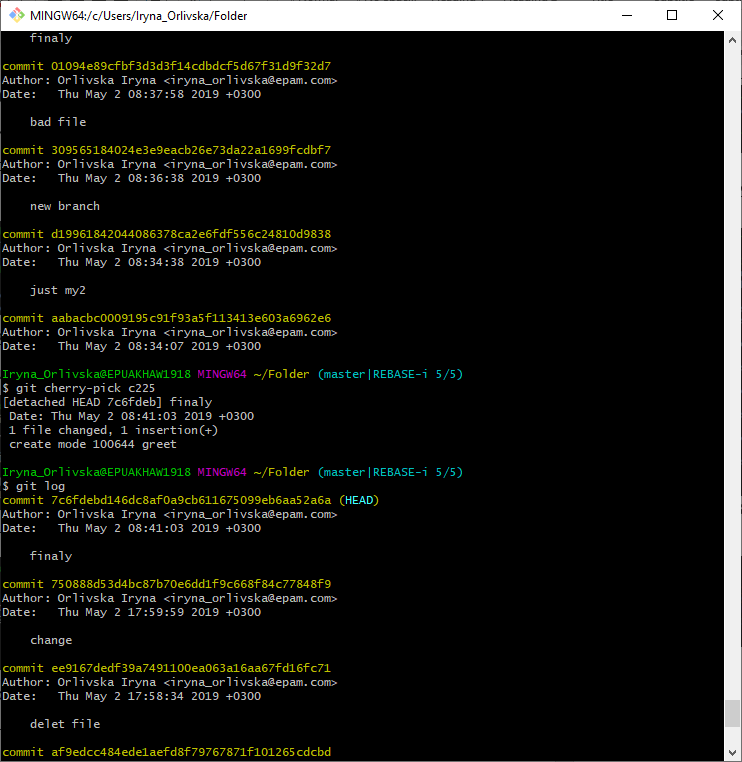 MINGW64:/c/Users/Iryna_Orlivska/Folder
finaly
commit 01094e89cfbf3d3d3f14cdbdcf5d67f31d9f32d7
Author: Orlivska Iryna <iryna_orlivska@epam.com>
Date:   Thu May 2 08:37:58 2019 +0300
bad file
commit 309565184024e3e9eacb26e73da22a1699fcdbf7
Author: Orlivska Iryna <iryna_orlivska@epam.com>
Date:   Thu May 2 08:36:38 2019 +0300
new branch
commit d19961842044086378ca2e6fdf556c24810d9838
Author: Orlivska Iryna <iryna_orlivska@epam.com>
Date:   Thu May 2 08:34:38 2019 +0300
just my2
commit aabacbc0009195c91f93a5f113413e603a6962e6
Author: Orlivska Iryna <iryna_orlivska@epam.com>
Date:   Thu May 2 08:34:07 2019 +0300
Iryna_Orlivska@EPUAKHAW1918 MINGW64 ~/Folder (master|REBASE-i 5/5)
$ git cherry-pick c225
[detached HEAD 7c6fdeb] finaly
Date: Thu May 2 08:41:03 2019 +0300
1 file changed, 1 insertion(+)
create mode 100644 greet
Iryna_Orlivska@EPUAKHAW1918 MINGW64 ~/Folder (master|REBASE-i 5/5)
$ git log
commit 7c6fdebd146dc8af0a9cb611675099eb6aa52a6a (HEAD)
Author: Orlivska Iryna <iryna_orlivska@epam.com>
Date:   Thu May 2 08:41:03 2019 +0300
finaly
commit 750888d53d4bc87b70e6dd1f9c668f84c77848f9
Author: Orlivska Iryna <iryna_orlivska@epam.com>
Date:   Thu May 2 17:59:59 2019 +0300
change
commit ee9167dedf39a7491100ea063a16aa67fd16fc71
Author: Orlivska Iryna <iryna_orlivska@epam.com>
Date:   Thu May 2 17:58:34 2019 +0300
delet file
commit af9edcc484ede1aefd8f79767871f101265cdcbd